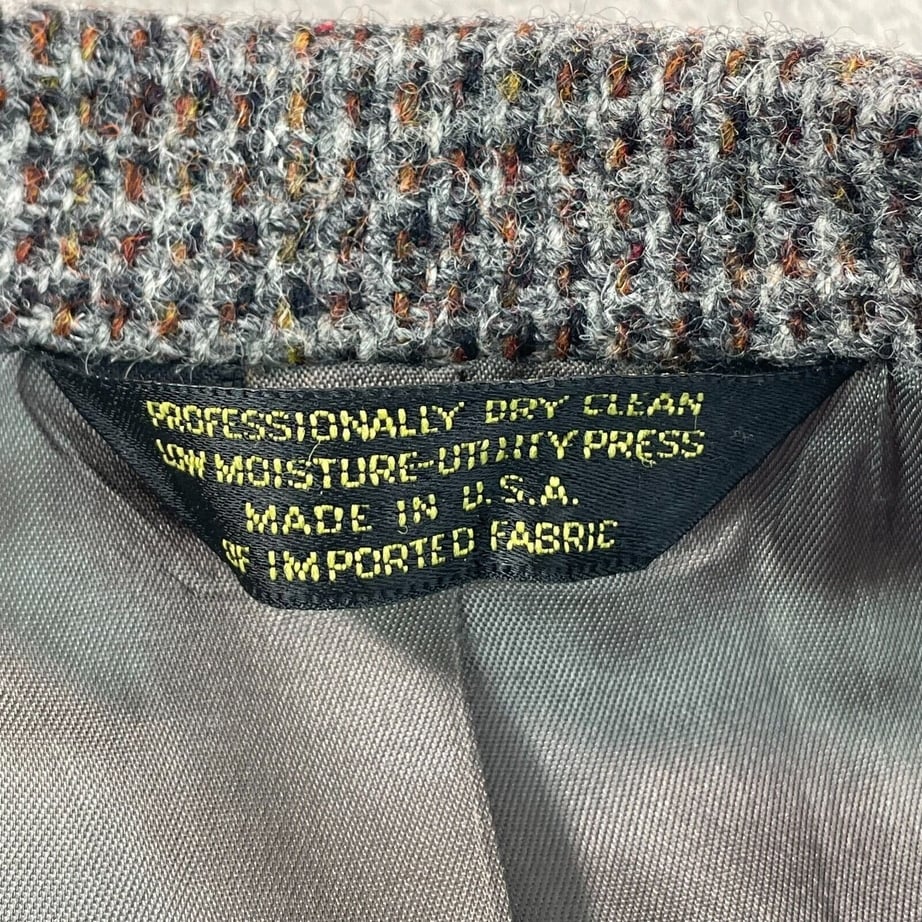 PROFESSIONALLY DRY CLEAN
LOW MOISTURE-UTILITY PRESS
MADE IN U.S.A.
OF IMPORTED FABRIC